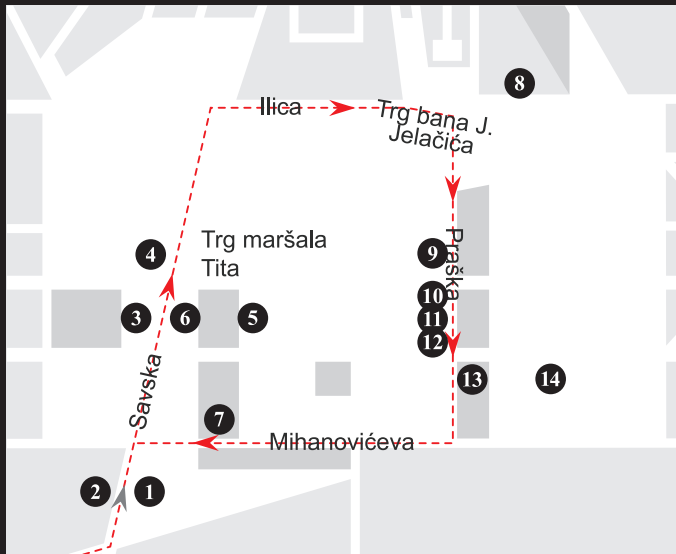 8
Ilica
Trg bana J.
Jelačića
4
Trg maršala
Tita
9
Praška
10
3
6
5
11
12
Savska
13
14
7
Mihanovićeva
2
1